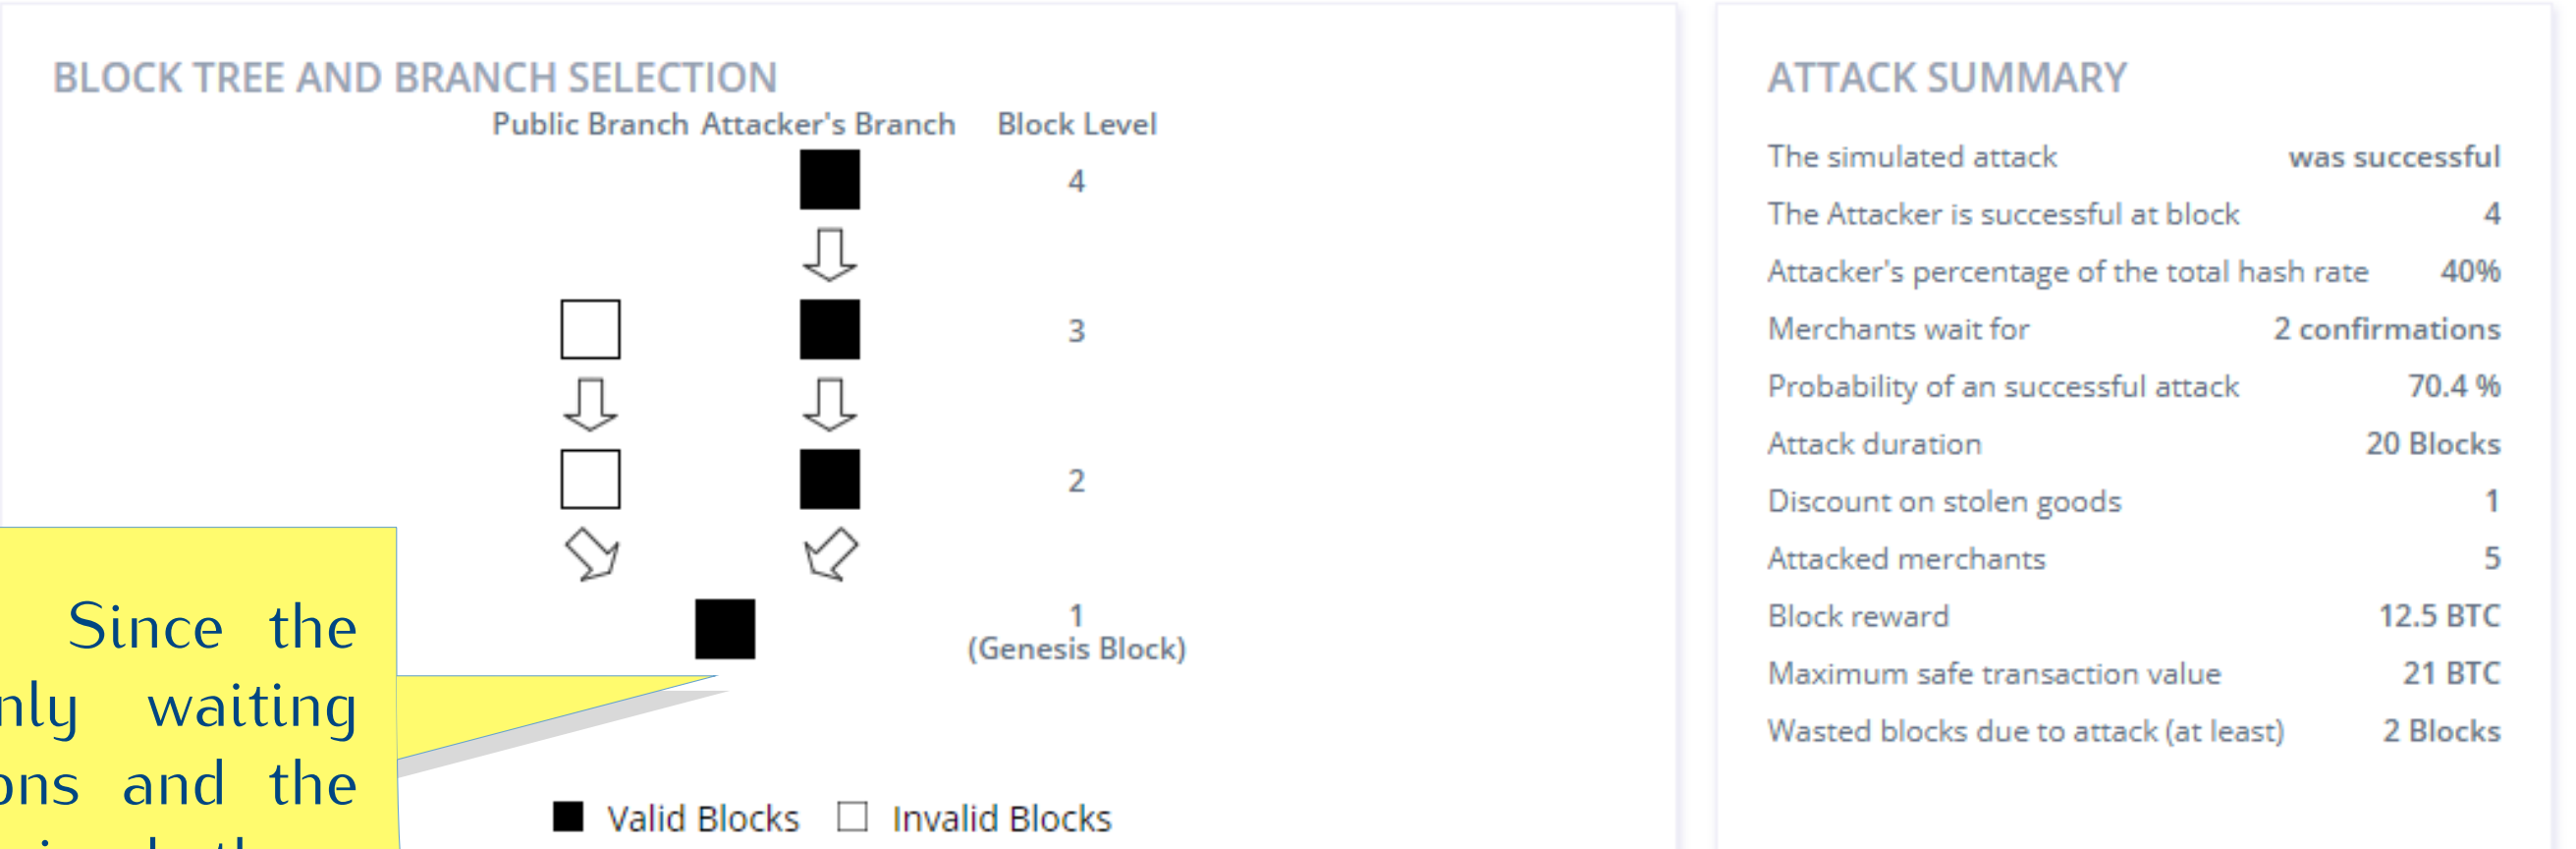 BLOCK TREE AND BRANCH SELECTION
Public Branch Attacker's Branch Block Level
4
3
2
1
(Genesis Block)
Valid Blocks Invalid Blocks
Since the
waiting
and the
ATTACK SUMMARY
The simulated attack was successful
The Attacker is successful at block 4
Attacker's percentage of the total hash rate 40%
Merchants wait for 2 confirmations
Probability of an successful attack 70.4 %
Attack duration 20 Blocks
Discount on stolen goods 1
Attacked merchants 5
Block reward 12.5 BTC
Maximum safe transaction value 21 BTC
Wasted blocks due to attack (at least) 2 Blocks